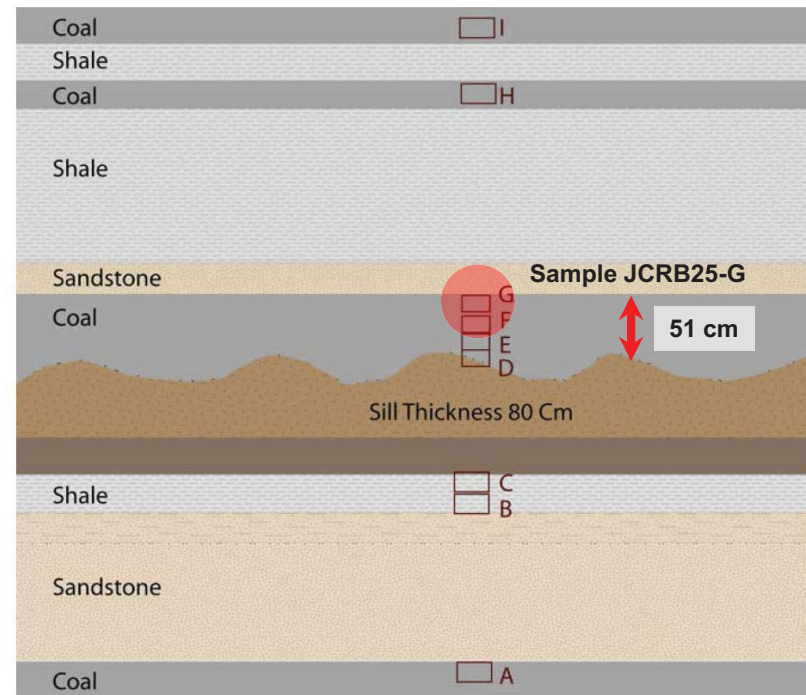 Coal
I
Shale
Coal
H
Shale
Sandstone
Sample JCRB25-G
G
Coal
F
51 cm
E
D
Sill Thickness 80 Cm
C
Shale
B
Sandstone
Coal
A